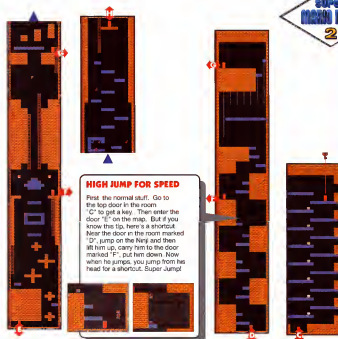 SUPER
MARIO
2
HIGH JUMP FOR SPEED
First the normal stuff. Go to
the top door in the room
"C" to get a key. Then enter the
door "E" on the map. But if you
know this tip, here's a shortcut.
Near the door in the room marked
"D", jump on the Ninji and then
lift him up, carry him to the door
marked "F", put him down. Now
when he jumps, you jump from his
head for a shortcut. Super Jump!